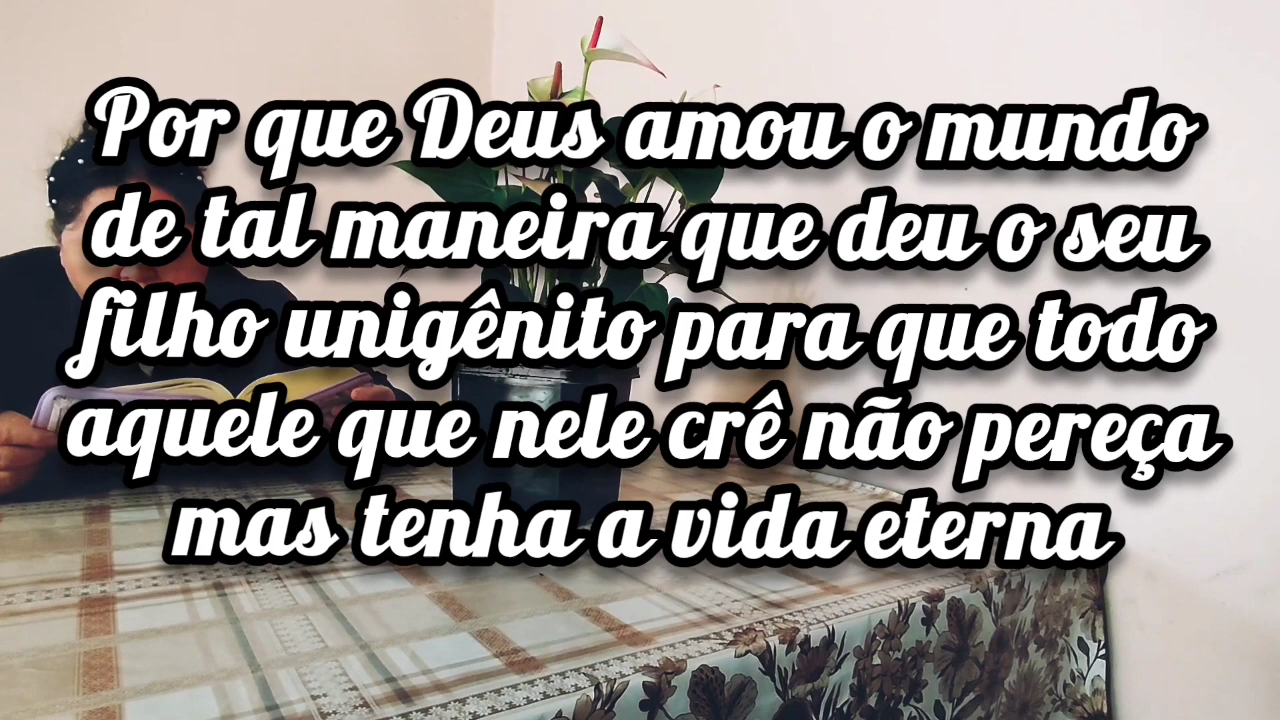 Por que Deus amou o mundo
de tal maneira que deu o seu
filho unigênito para que todo
aquele que nele crê não pereça
mas tenha a vida eterna